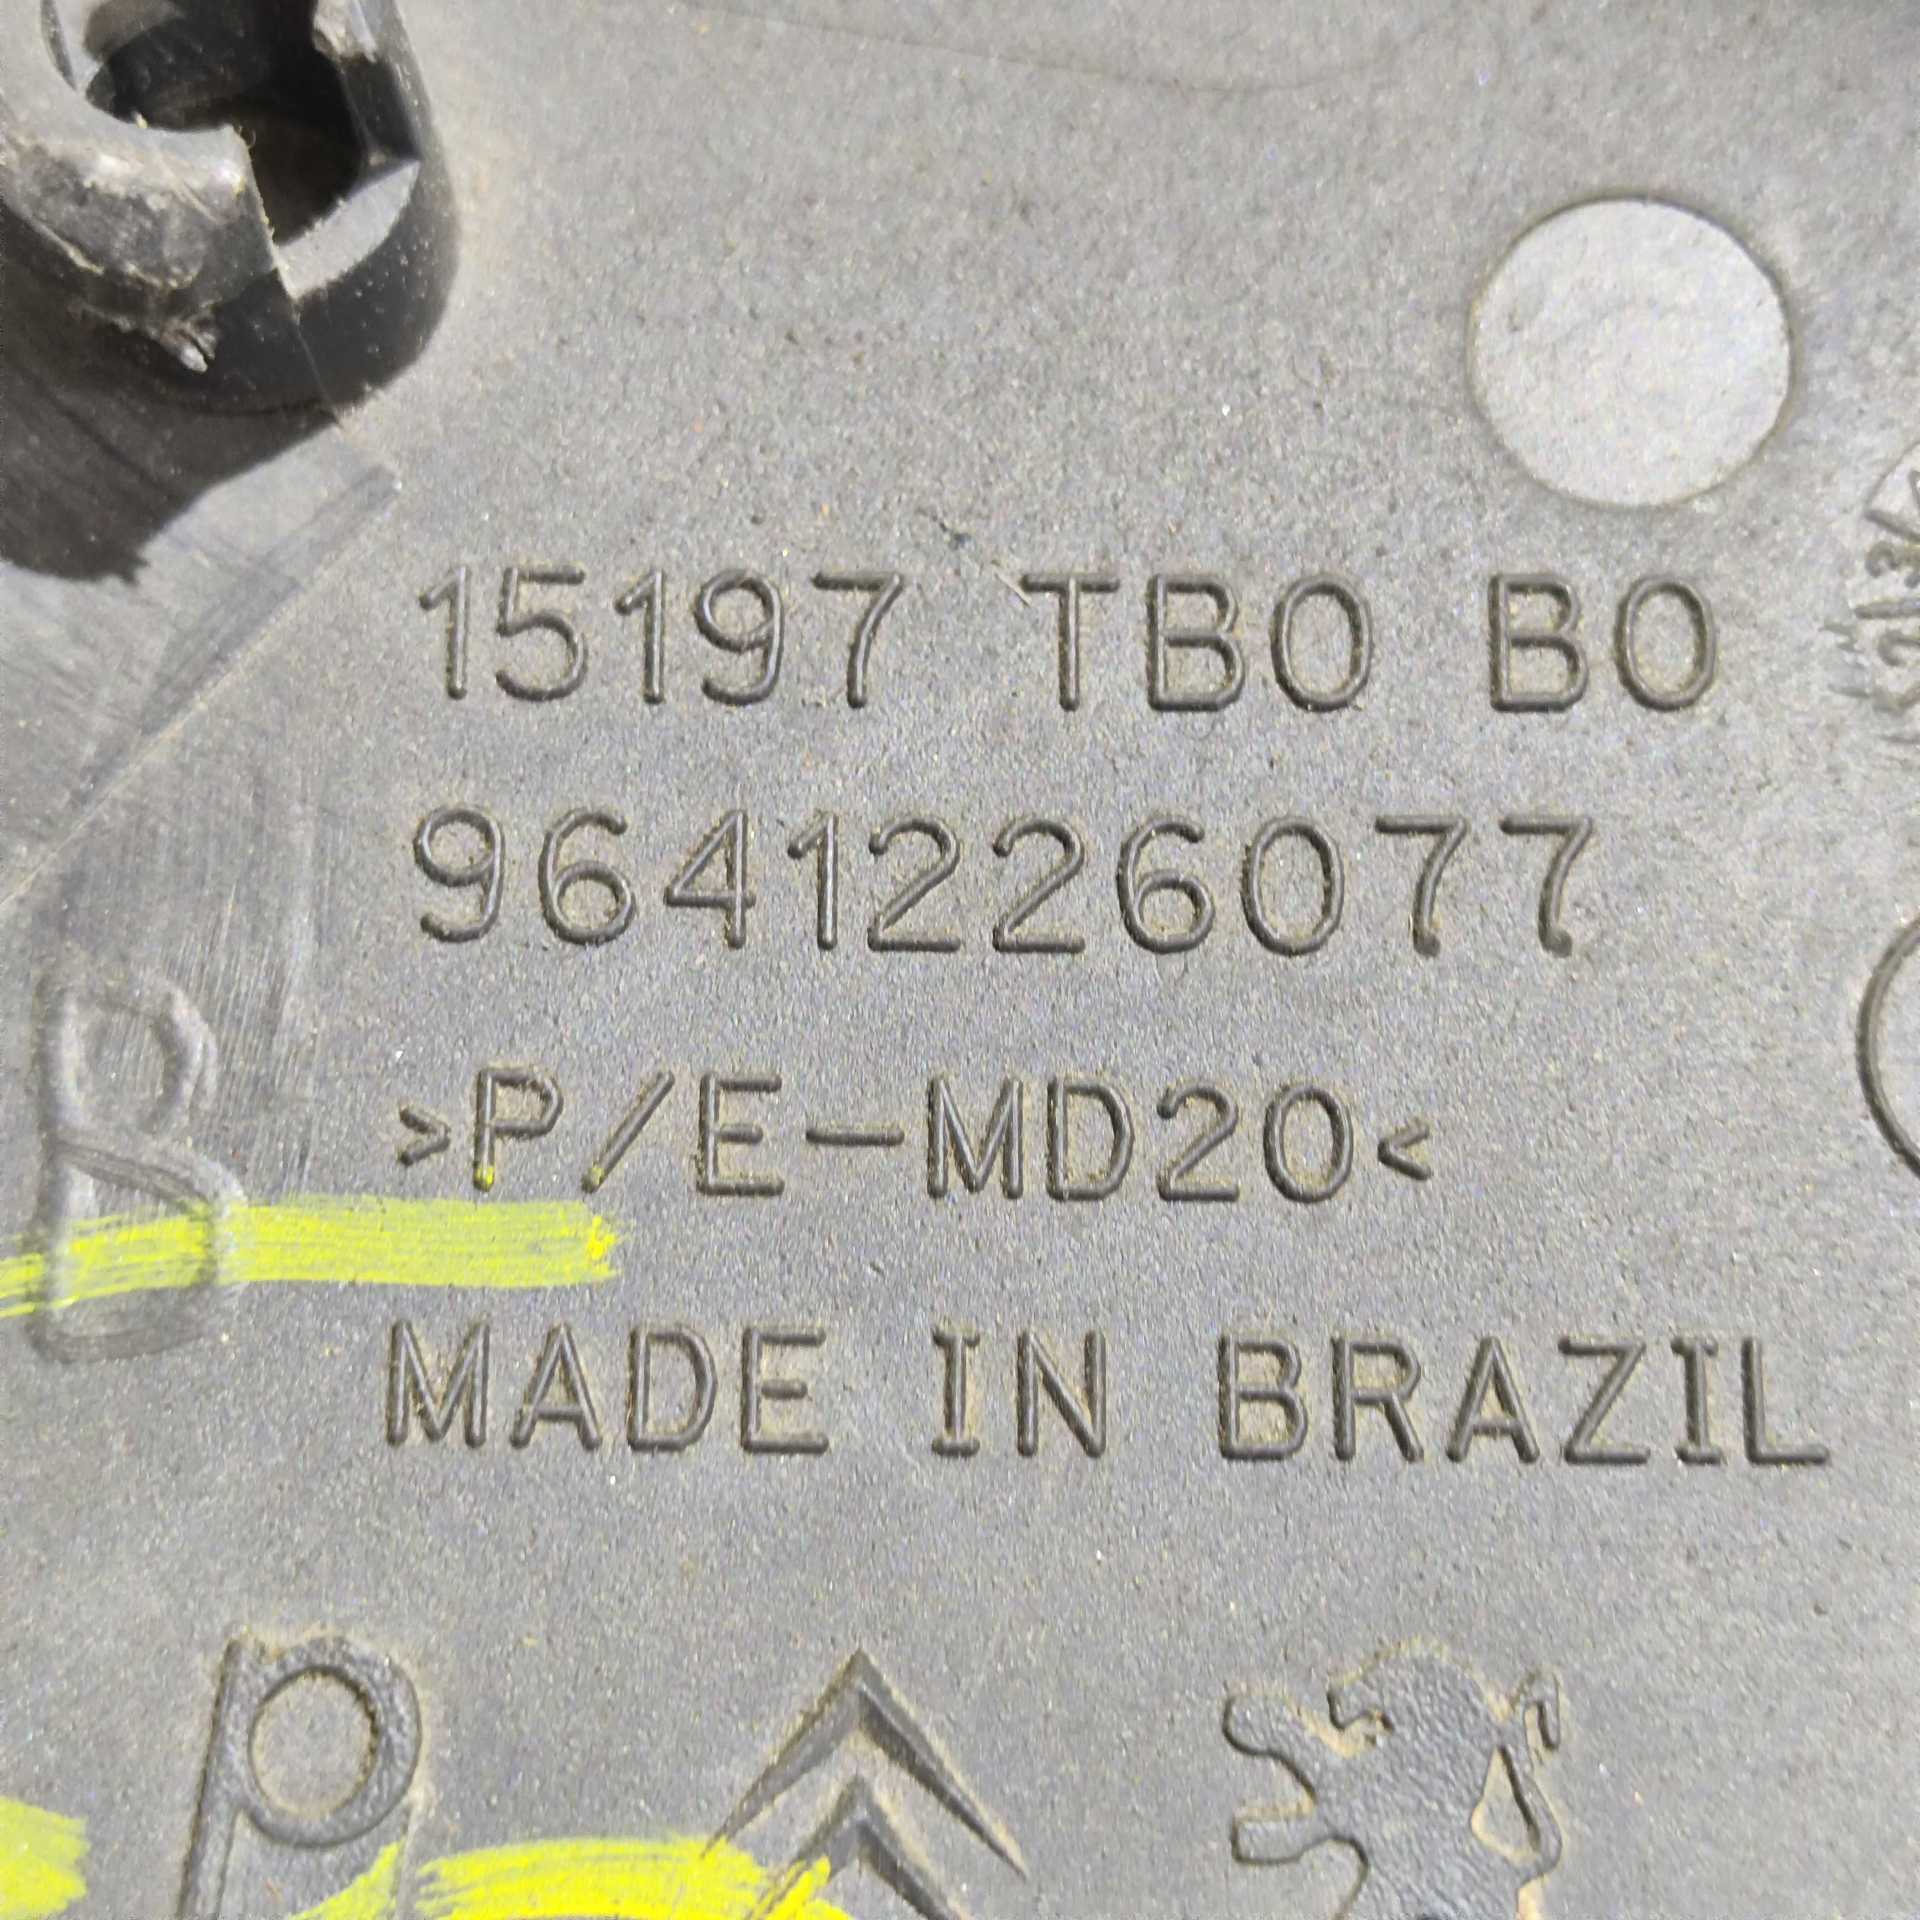 15197 TB0 B0
9641226077
>P/E-MD20<
MADE IN BRAZIL